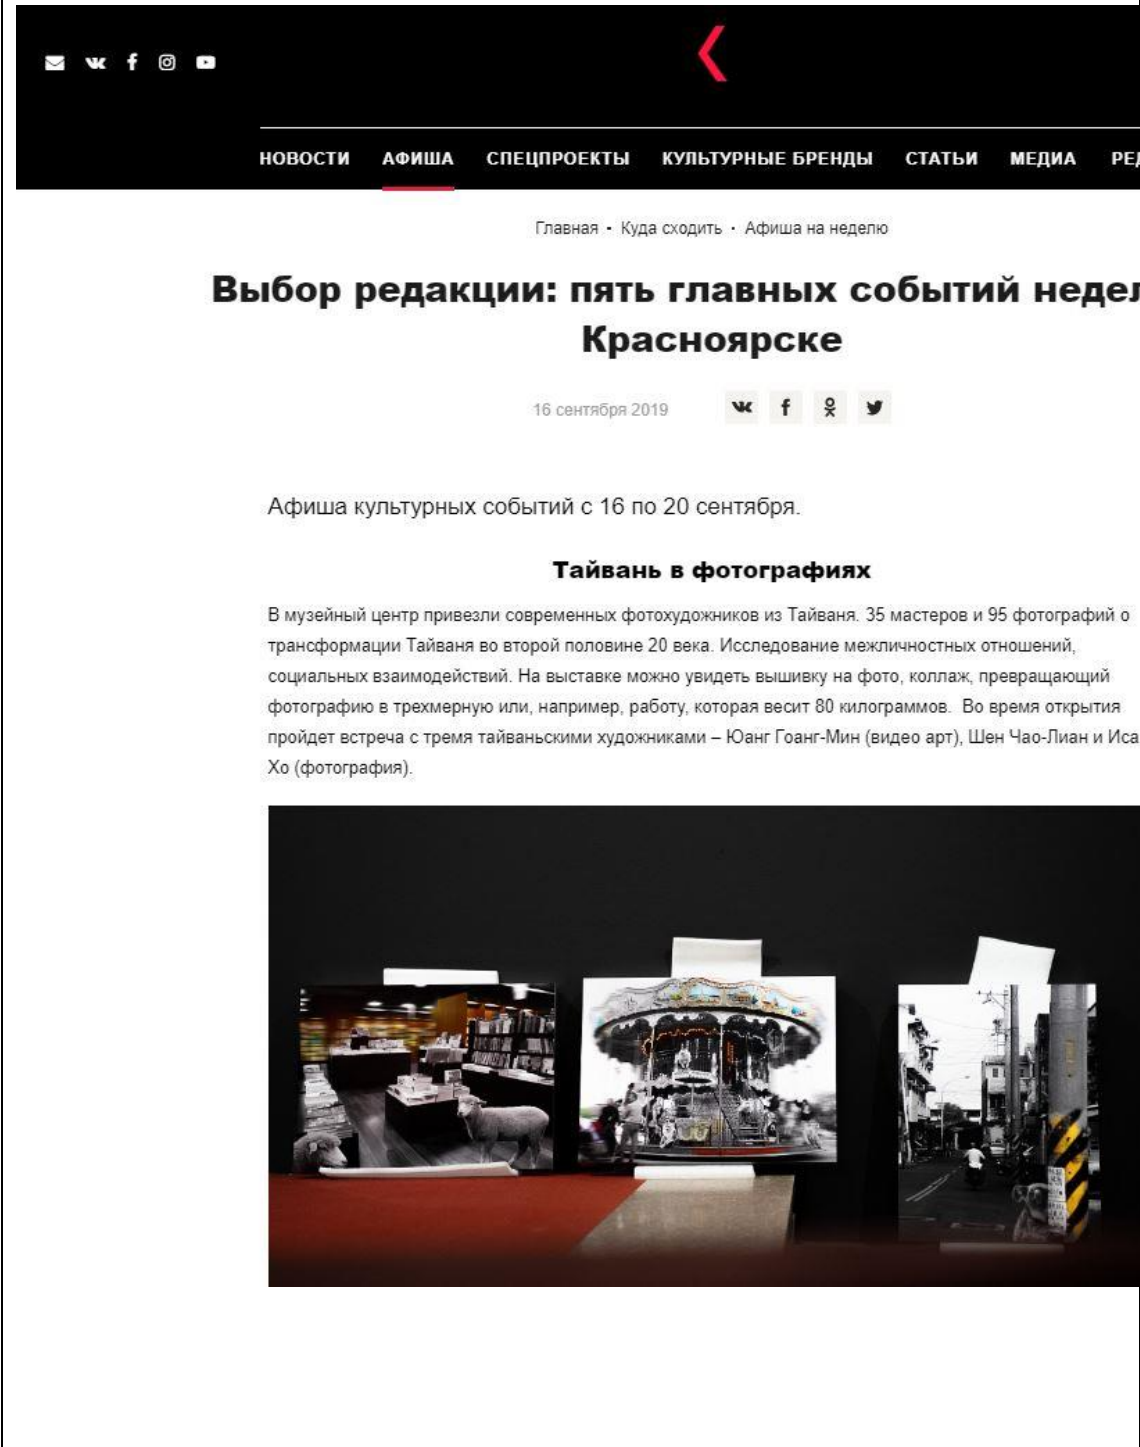 НОВОСТИ АФИША СПЕЦПРОЕКТЫ КУЛЬТУРНЫЕ БРЕНДЫ СТАТЬИ МЕДИА РЕД
Главная • Куда сходить • Афиша на неделю
Выбор редакции: пять главных событий недел
Красноярске
16 сентября 2019
Афиша культурных событий с 16 по 20 сентября.
Тайвань в фотографиях
В музейный центр привезли современных фотохудожников из Тайваня. 35 мастеров и 95 фотографий о
трансформации Тайваня во второй половине 20 века. Исследование межличностных отношений,
социальных взаимодействий. На выставке можно увидеть вышивку на фото, коллаж, превращающий
фотографию в трехмерную или, например, работу, которая весит 80 килограммов. Во время открытия
пройдет встреча с тремя тайваньскими художниками – Юанг Гоанг-Мин (видео арт), Шен Чао-Лиан и Иса
Хо (фотография).